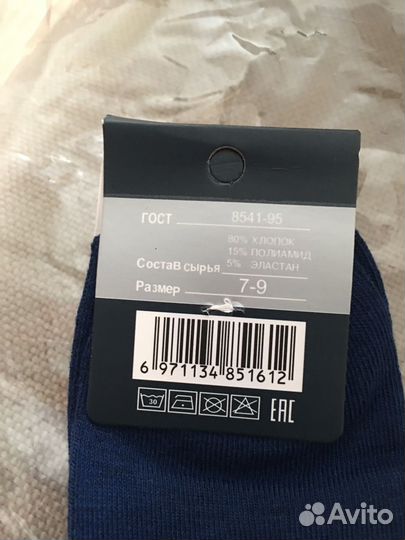 ГОСТ 8541-95
80% ХЛОПОК
15% ПОЛИАМИД
Состав сырья 5% ЭЛАСТАН
Размер 7-9
6 971134 851612
30
EAC
Avito